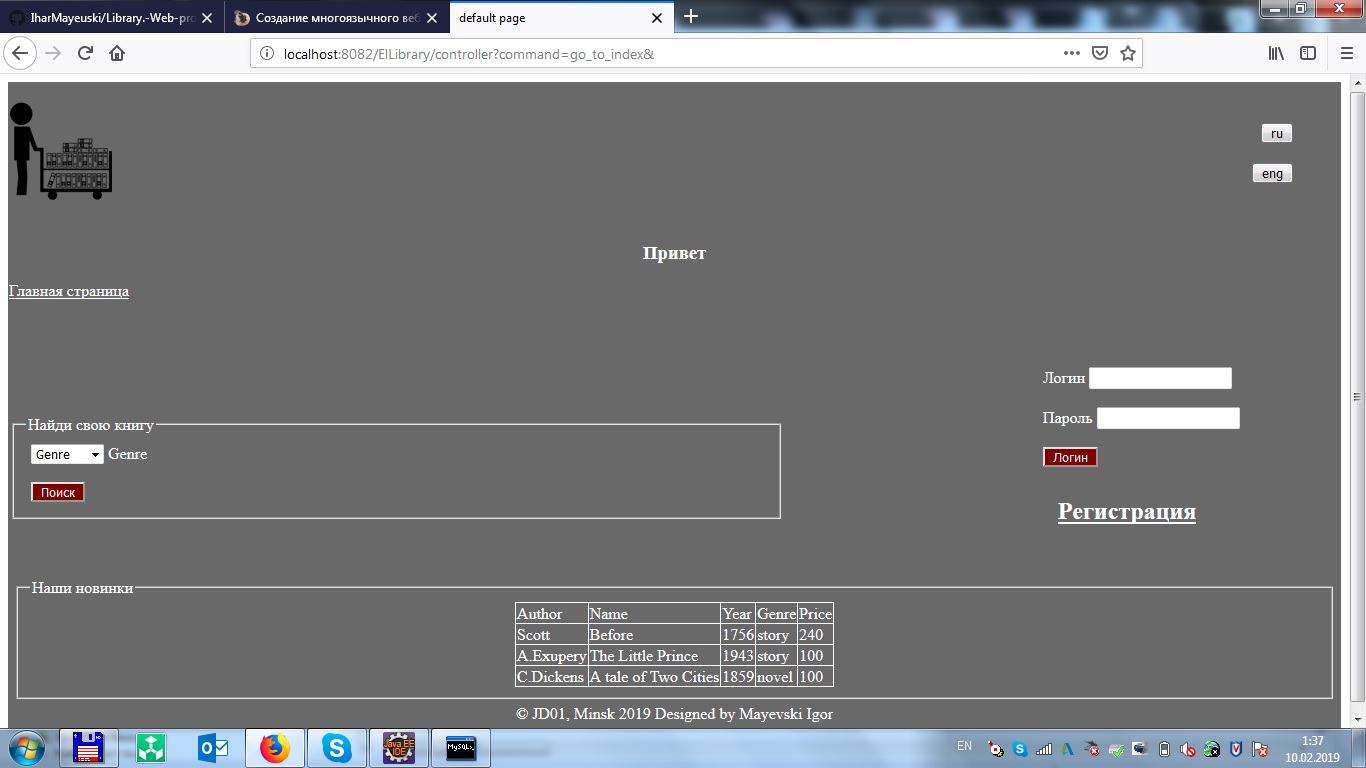 IharMayeuski/Library.-Web-pro
Создание многоязычного веб
default page
localhost:8082/ElLibrary/controller?command=go_to_index&
ru
eng
Привет
Главная страница
Логин
Пароль
Логин
Регистрация
Найди свою книгу
Genre Genre
Поиск
Наши новинки
Author Name Year Genre Price
Scott Before 1756 story 240
A.Exupery The Little Prince 1943 story 100
C.Dickens A tale of Two Cities 1859 novel 100
© JD01, Minsk 2019 Designed by Mayevski Igor
Java EE
IDE
MySQL
EN
1:37
10.02.2019